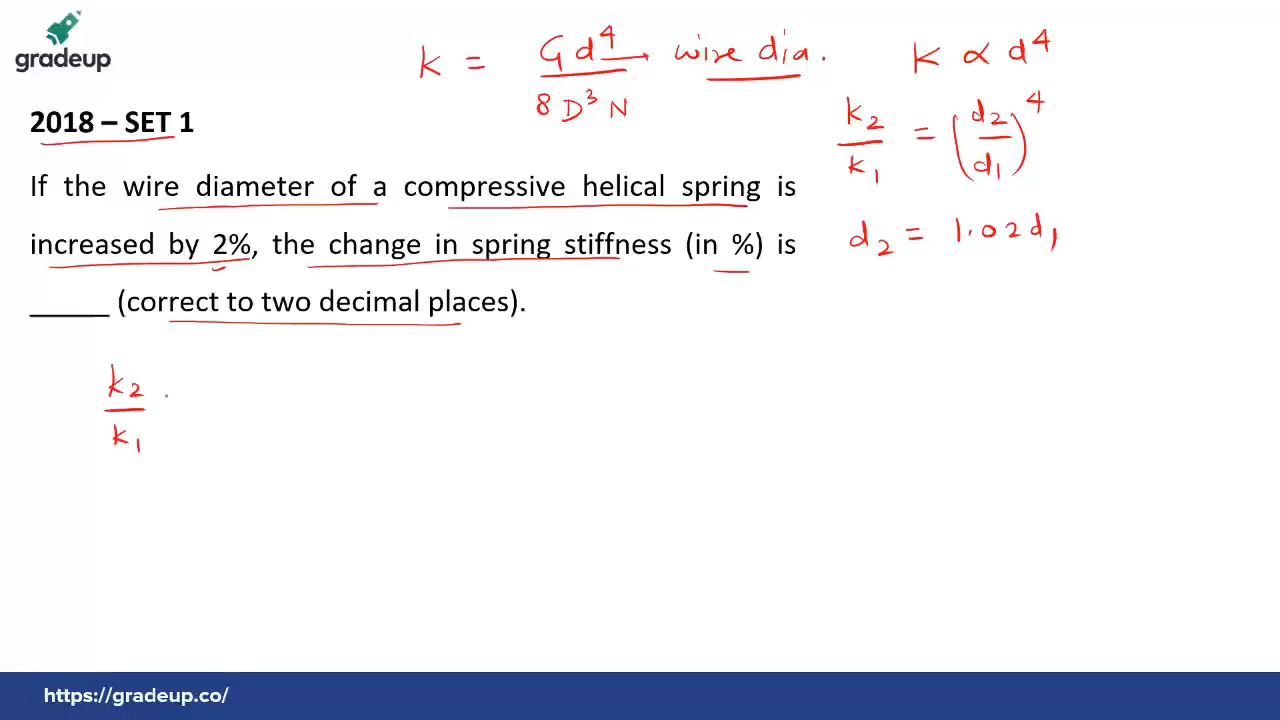 gradeup
k = G d⁴ / 8 D³ N → wire dia.
K ∝ d⁴
k₂ / k₁ = (d₂ / d₁)⁴
d₂ = 1.02 d₁
2018 – SET 1
If the wire diameter of a compressive helical spring is
increased by 2%, the change in spring stiffness (in %) is
_____ (correct to two decimal places).
k₂ / k₁
https://gradeup.co/